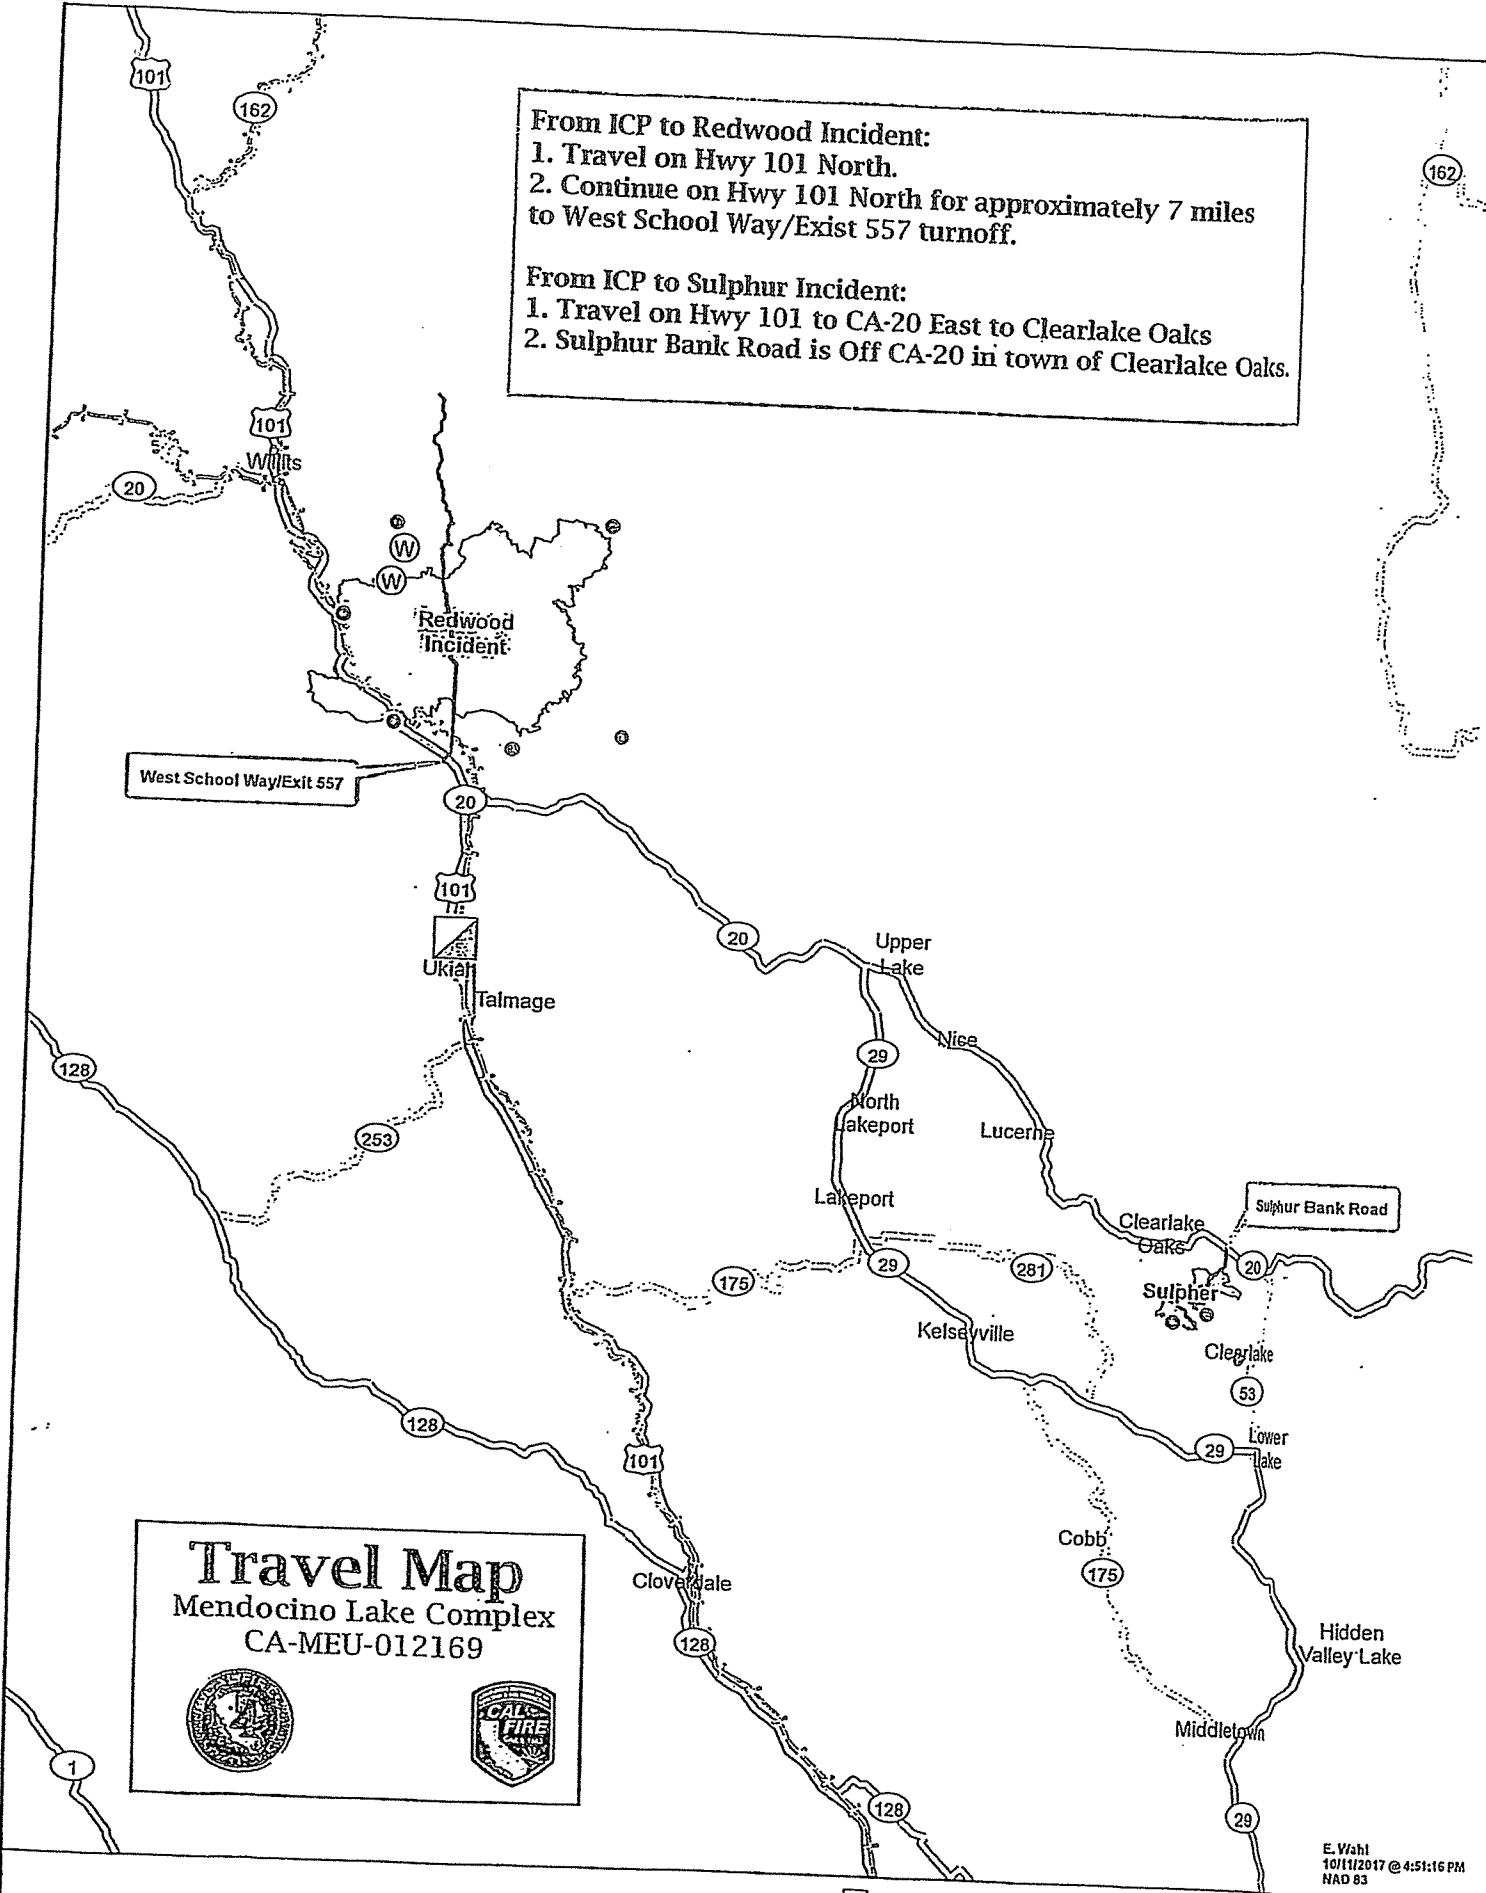 101
162
From ICP to Redwood Incident:
1. Travel on Hwy 101 North.
2. Continue on Hwy 101 North for approximately 7 miles
to West School Way/Exist 557 turnoff.
From ICP to Sulphur Incident:
1. Travel on Hwy 101 to CA-20 East to Clearlake Oaks
2. Sulphur Bank Road is Off CA-20 in town of Clearlake Oaks.
162
101
Willits
20
W
W
Redwood
Incident
West School Way/Exit 557
20
101
Ukiah
Talmage
20
Upper
Lake
29
Nice
128
253
North
Lakeport
Lucerne
Lakeport
Clearlake
Oaks
Sulphur Bank Road
20
29
281
175
Sulpher
Kelseyville
Clearlake
53
128
101
29
Lower
Lake
Cobb
175
Cloverdale
128
Hidden
Valley Lake
Middletown
Travel Map
Mendocino Lake Complex
CA-MEU-012169
CAL
FIRE
1
128
29
E. Wahl
10/11/2017 @ 4:51:16 PM
NAD 83